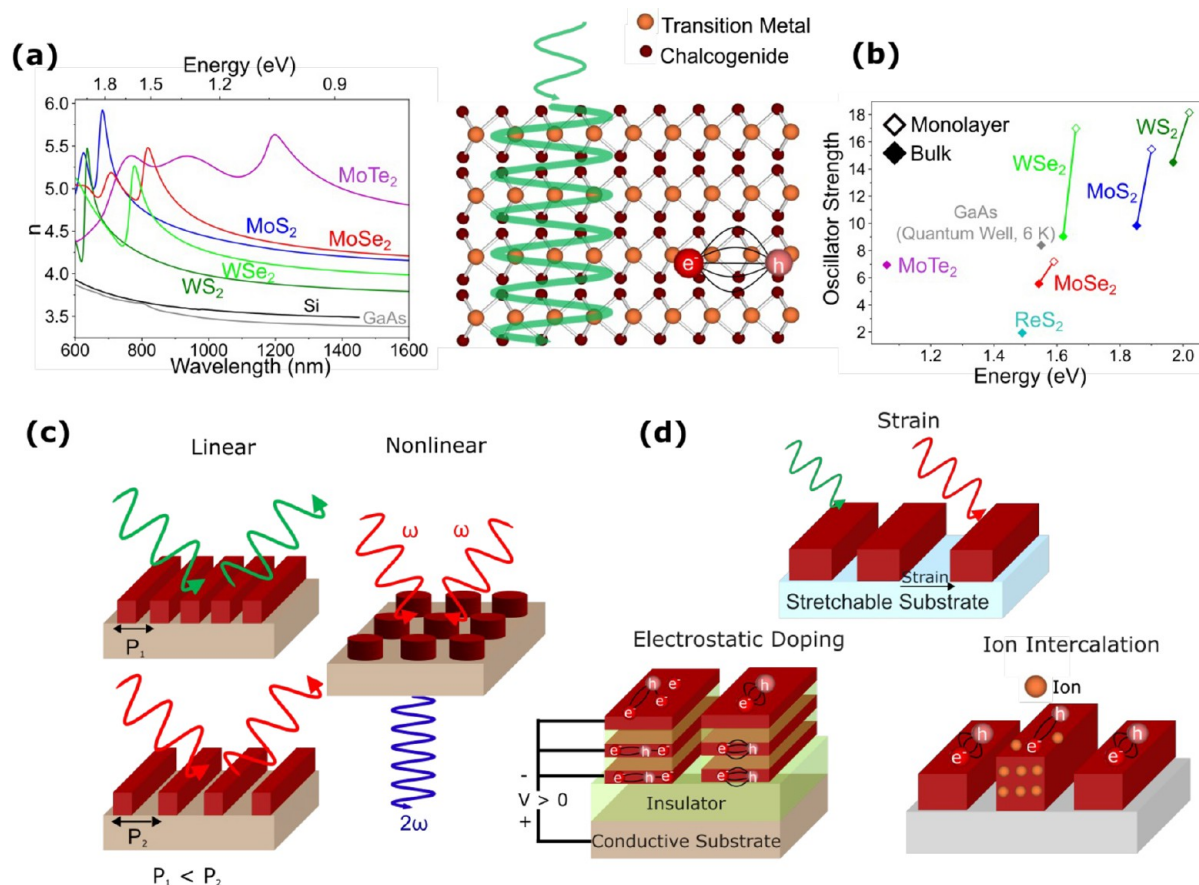 (a)
Energy (eV)
1.8 1.5 1.2 0.9
6.0
5.5
5.0
4.5
4.0
3.5
n
MoTe₂
MoS₂
MoSe₂
WSe₂
WS₂
Si
GaAs
600 800 1000 1200 1400 1600
Wavelength (nm)
Transition Metal
Chalcogenide
e⁻ h
(b)
Monolayer
Bulk
18
16
14
12
10
8
6
4
2
Oscillator Strength
WS₂
WSe₂
MoS₂
GaAs
(Quantum Well, 6 K)
MoTe₂
MoSe₂
ReS₂
1.2 1.4 1.6 1.8 2.0
Energy (eV)
(c)
Linear
Nonlinear
P₁
ω ω
2ω
P₂
P₁ < P₂
(d)
Strain
Strain
Stretchable Substrate
Electrostatic Doping
h e⁻
e⁻ e⁻
h
e⁻
e⁻ h e⁻
e⁻ h
e⁻ h e⁻
e⁻ h
-
V > 0
+
Insulator
Conductive Substrate
Ion Intercalation
Ion
h
e⁻
h
e⁻
h
e⁻